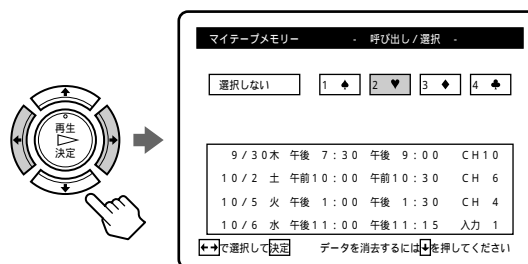 マイテープメモリー - 呼び出し/選択 -
選択しない 1 ♠ 2 ♥ 3 ♦ 4 ♣
再生
決定
9/30木 午後 7:30 午後 9:00 CH10
10/2 土 午前10:00 午前10:30 CH 6
10/5 火 午後 1:00 午後 1:30 CH 4
10/6 水 午後11:00 午後11:15 入力 1
←→で選択して決定 データを消去するには↓を押してください